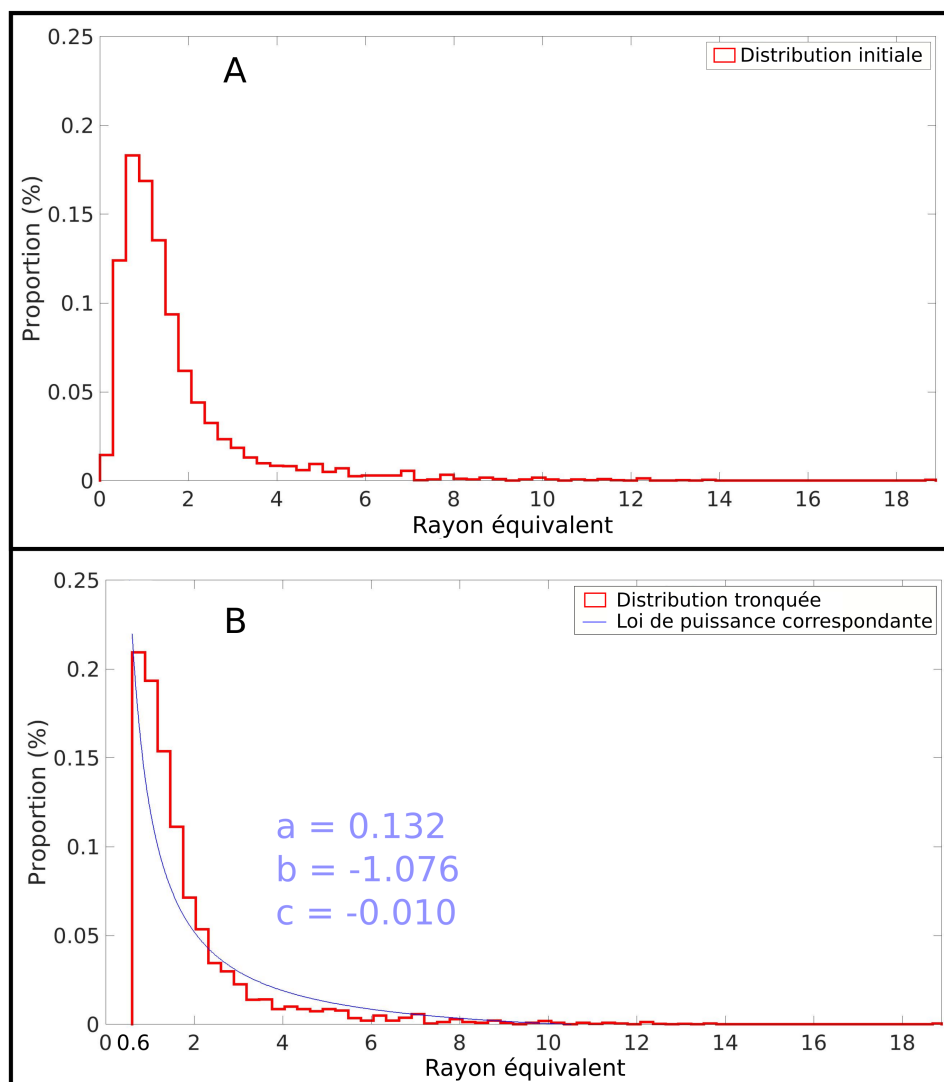 0.25
A
Distribution initiale
0.2
0.15
Proportion (%)
0.1
0.05
0
0 2 4 6 8 10 12 14 16 18
Rayon équivalent
0.25
B
Distribution tronquée
Loi de puissance correspondante
0.2
0.15
Proportion (%)
a = 0.132
0.1
b = -1.076
c = -0.010
0.05
0
0 0.6 2 4 6 8 10 12 14 16 18
Rayon équivalent